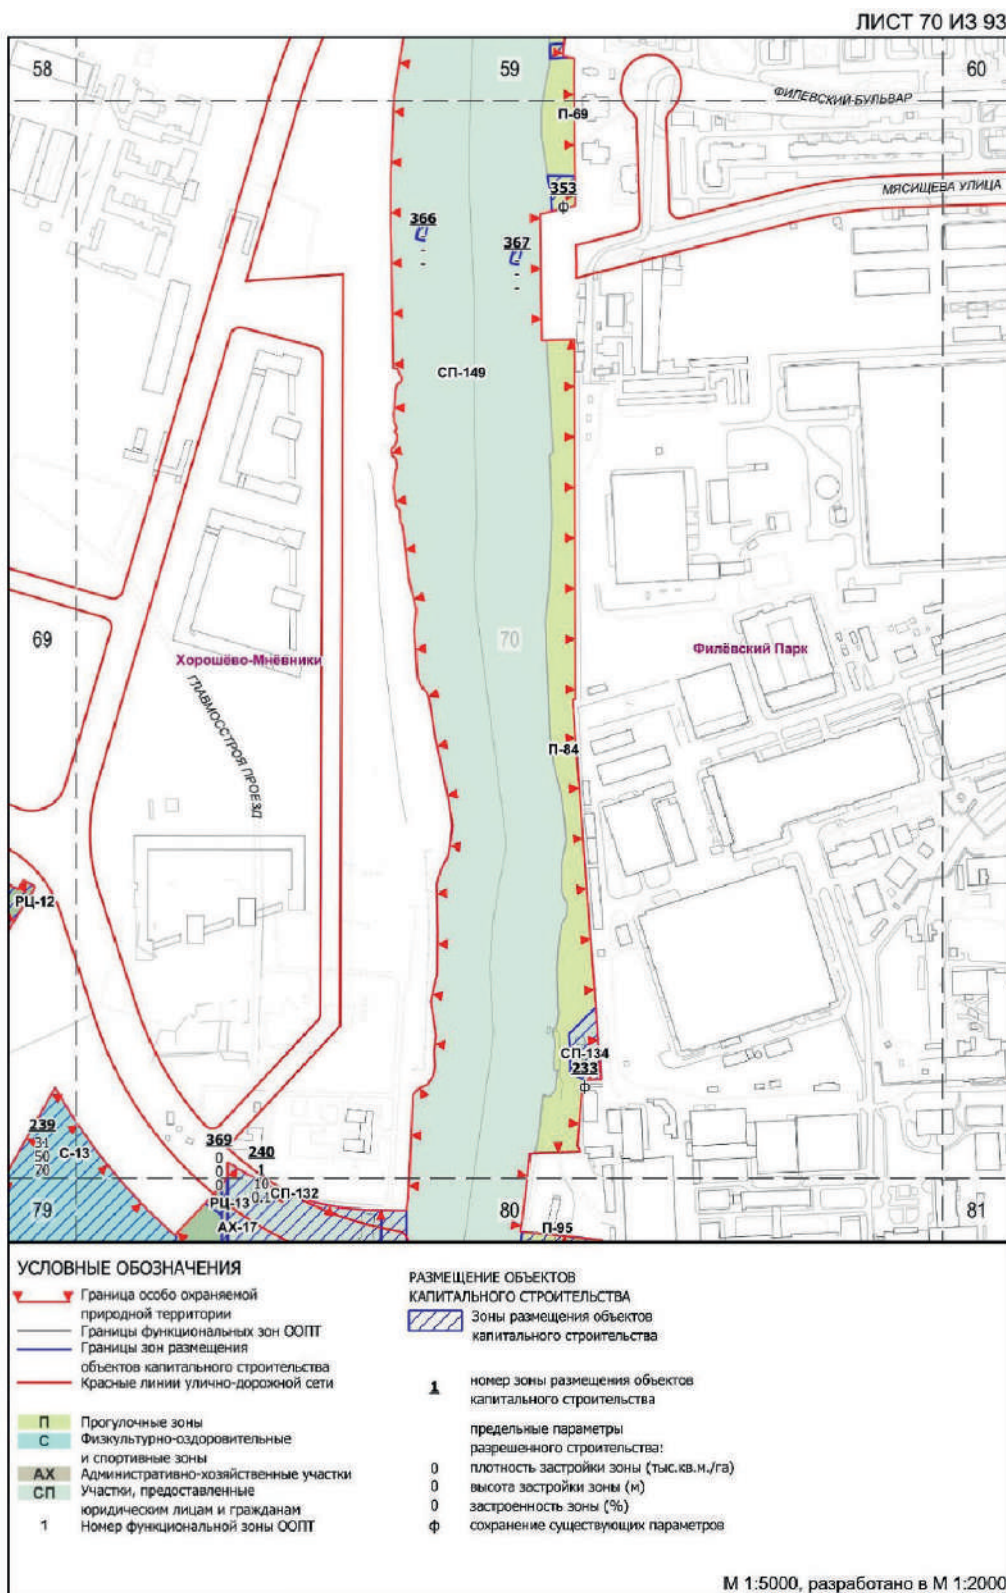 ЛИСТ 70 ИЗ 93
58
59
60
ФИЛЕВСКИЙ БУЛЬВАР
П-69
353
ф
МЯСИЩЕВА УЛИЦА
366
-
-
367
-
-
СП-149
69
70
Хорошёво-Мнёвники
Филёвский Парк
ГЛАВМОССТРОЯ ПРОЕЗД
П-84
РЦ-12
СП-134
233
ф
239
31
50
70
С-13
369
0
0
0
240
1
10
0.1
СП-132
РЦ-13
АХ-17
79
80
П-95
81
УСЛОВНЫЕ ОБОЗНАЧЕНИЯ
Граница особо охраняемой
природной территории
Границы функциональных зон ООПТ
Границы зон размещения
объектов капитального строительства
Красные линии улично-дорожной сети
П Прогулочные зоны
С Физкультурно-оздоровительные
и спортивные зоны
АХ Административно-хозяйственные участки
СП Участки, предоставленные
юридическим лицам и гражданам
1 Номер функциональной зоны ООПТ
РАЗМЕЩЕНИЕ ОБЪЕКТОВ
КАПИТАЛЬНОГО СТРОИТЕЛЬСТВА
Зоны размещения объектов
капитального строительства
1 номер зоны размещения объектов
капитального строительства
предельные параметры
разрешенного строительства:
0 плотность застройки зоны (тыс.кв.м./га)
0 высота застройки зоны (м)
0 застроенность зоны (%)
ф сохранение существующих параметров
М 1:5000, разработано в М 1:2000